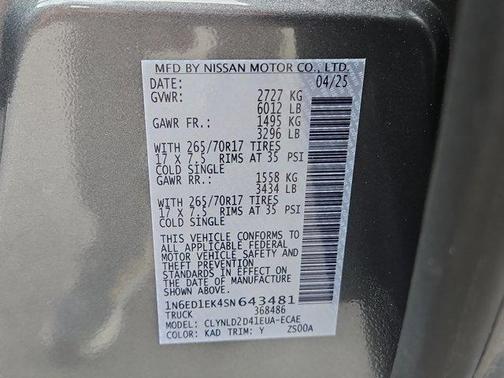 MFD BY NISSAN MOTOR CO., LTD.
DATE: 04/25
GVWR: 2727 KG
6012 LB
GAWR FR.: 1495 KG
3296 LB
WITH 265/70R17 TIRES
17 X 7.5 RIMS AT 35 PSI
COLD SINGLE
GAWR RR.: 1558 KG
3434 LB
WITH 265/70R17 TIRES
17 X 7.5 RIMS AT 35 PSI
COLD SINGLE
THIS VEHICLE CONFORMS TO
ALL APPLICABLE FEDERAL
MOTOR VEHICLE SAFETY AND
THEFT PREVENTION
STANDARDS IN EFFECT ON
THE DATE OF MANUFACTURE
SHOWN ABOVE.
1N6ED1EK4SN643481
TRUCK 368486
MODEL: CLYNLD2D41EUA-ECAE
COLOR: KAD TRIM: Y ZS00A